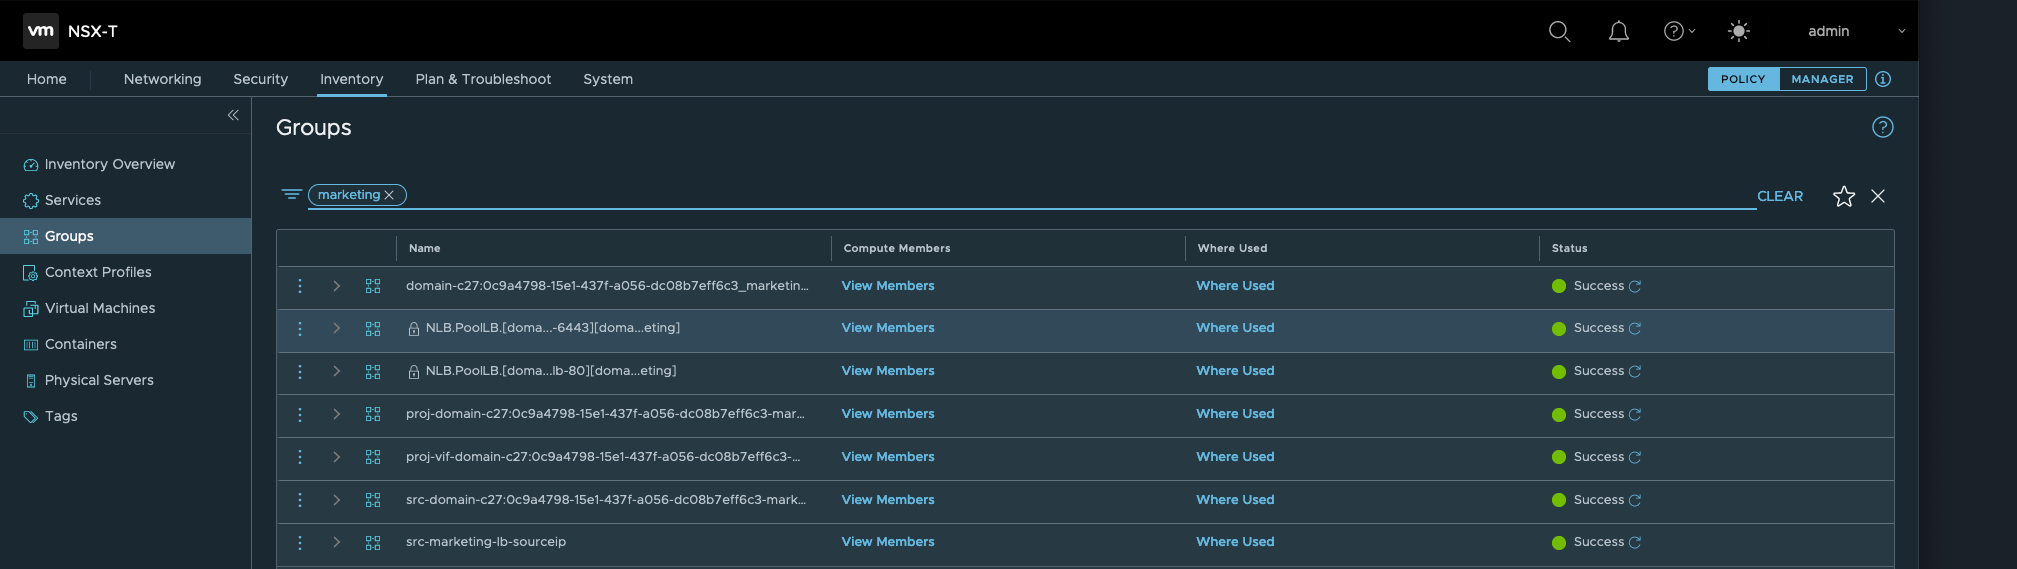 vm NSX-T admin
Home Networking Security Inventory Plan & Troubleshoot System POLICY MANAGER
Groups
Inventory Overview
Services
Groups
Context Profiles
Virtual Machines
Containers
Physical Servers
Tags
marketing CLEAR
Name Compute Members Where Used Status
domain-c27:0c9a4798-15e1-437f-a056-dc08b7eff6c3_marketin... View Members Where Used Success
NLB.PoolLB.[doma...-6443][doma...eting] View Members Where Used Success
NLB.PoolLB.[doma...lb-80][doma...eting] View Members Where Used Success
proj-domain-c27:0c9a4798-15e1-437f-a056-dc08b7eff6c3-mar... View Members Where Used Success
proj-vif-domain-c27:0c9a4798-15e1-437f-a056-dc08b7eff6c3-... View Members Where Used Success
src-domain-c27:0c9a4798-15e1-437f-a056-dc08b7eff6c3-mark... View Members Where Used Success
src-marketing-lb-sourceip View Members Where Used Success